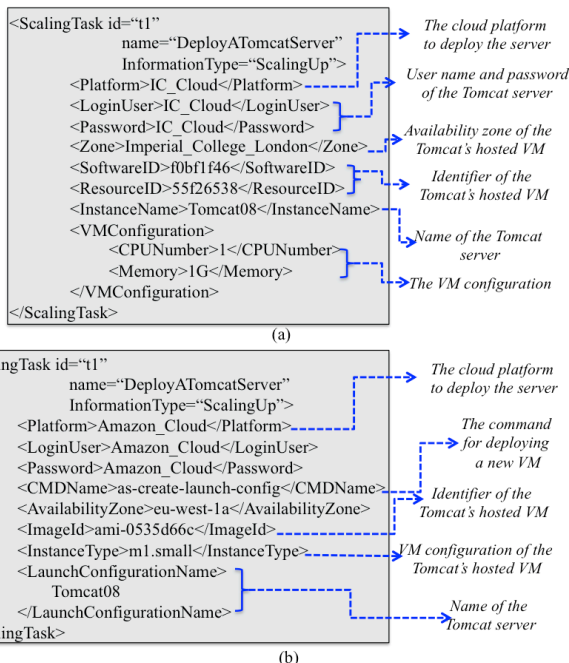 <ScalingTask id=“t1”
name=“DeployATomcatServer”
InformationType=“ScalingUp”>
<Platform>IC_Cloud</Platform>
<LoginUser>IC_Cloud</LoginUser>
<Password>IC_Cloud</Password>
<Zone>Imperial_College_London</Zone>
<SoftwareID>f0bf1f46</SoftwareID>
<ResourceID>55f26538</ResourceID>
<InstanceName>Tomcat08</InstanceName>
<VMConfiguration>
<CPUNumber>1</CPUNumber>
<Memory>1G</Memory>
</VMConfiguration>
</ScalingTask>
The cloud platform
to deploy the server
User name and password
of the Tomcat server
Availability zone of the
Tomcat’s hosted VM
Identifier of the
Tomcat’s hosted VM
Name of the Tomcat
server
The VM configuration
(a)
ingTask id=“t1”
name=“DeployATomcatServer”
InformationType=“ScalingUp”>
<Platform>Amazon_Cloud</Platform>
<LoginUser>Amazon_Cloud</LoginUser>
<Password>Amazon_Cloud</Password>
<CMDName>as-create-launch-config</CMDName>
<AvailabilityZone>eu-west-1a</AvailabilityZone>
<ImageId>ami-0535d66c</ImageId>
<InstanceType>m1.small</InstanceType>
<LaunchConfigurationName>
Tomcat08
</LaunchConfigurationName>
ingTask>
The cloud platform
to deploy the server
The command
for deploying
a new VM
Identifier of the
Tomcat’s hosted VM
VM configuration of the
Tomcat’s hosted VM
Name of the
Tomcat server
(b)